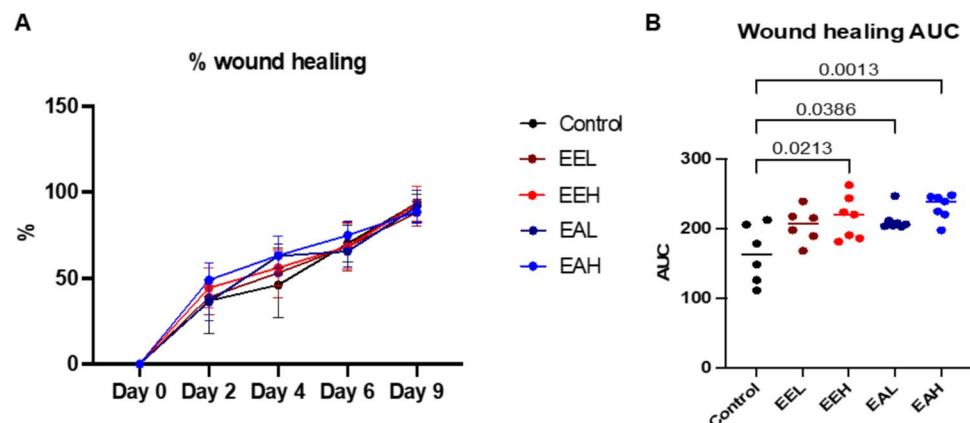 A
% wound healing
150
100
50
0
%
Day 0 Day 2 Day 4 Day 6 Day 9
Control
EEL
EEH
EAL
EAH
B
Wound healing AUC
0.0013
0.0386
0.0213
300
200
100
0
AUC
Control EEL EEH EAL EAH